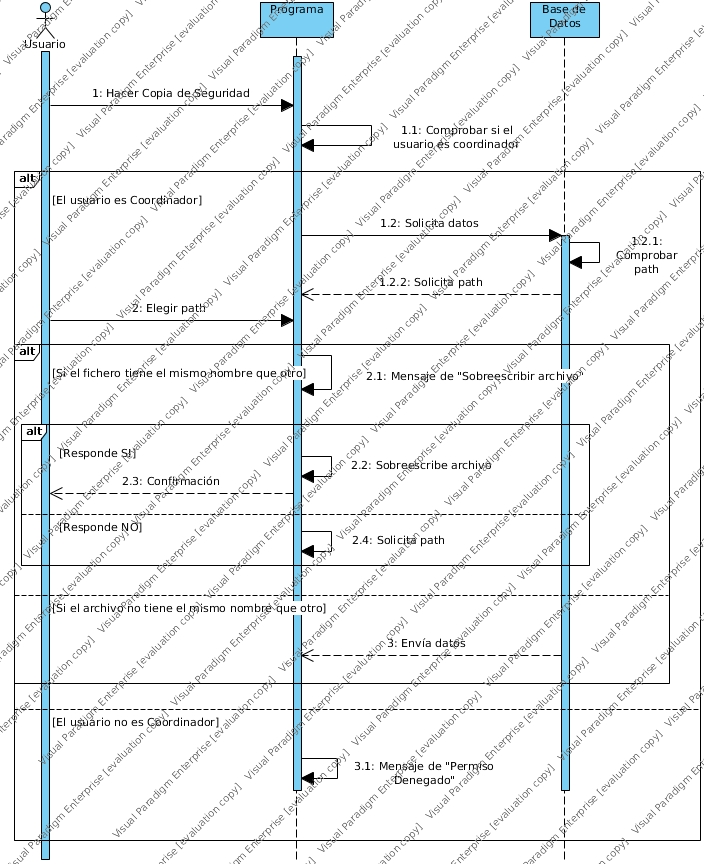 Programa
Base de
Datos
Usuario
1: Hacer Copia de Seguridad
1.1: Comprobar si el
usuario es coordinador
alt
[El usuario es Coordinador]
1.2: Solicita datos
1.2.1:
Comprobar
path
1.2.2: Solicita path
2: Elegir path
alt
[Si el fichero tiene el mismo nombre que otro]
2.1: Mensaje de "Sobreescribir archivo"
alt
[Responde SI]
2.2: Sobreescribe archivo
2.3: Confirmación
[Responde NO]
2.4: Solicita path
[Si el archivo no tiene el mismo nombre que otro]
3: Envía datos
[El usuario no es Coordinador]
3.1: Mensaje de "Permiso
Denegado"
Visual Paradigm Enterprise [evaluation copy]